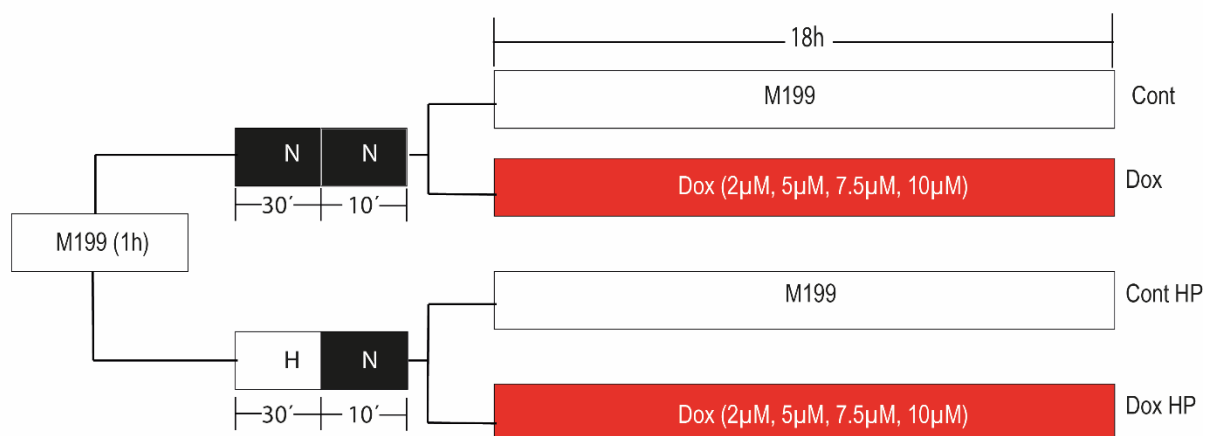 18h
M199
Cont
N
N
Dox (2µM, 5µM, 7.5µM, 10µM)
Dox
30′
10′
M199 (1h)
M199
Cont HP
H
N
Dox (2µM, 5µM, 7.5µM, 10µM)
Dox HP
30′
10′